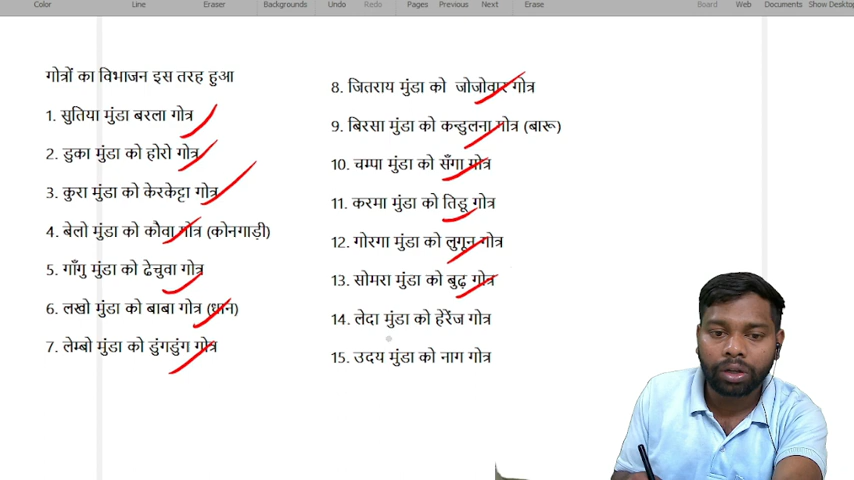 Color Line Eraser Backgrounds Undo Redo Pages Previous Next Erase Board Web Documents Show Desktop
गोत्रों का विभाजन इस तरह हुआ
1. सुतिया मुंडा बरला गोत्र
2. डुका मुंडा को होरो गोत्र
3. कुरा मुंडा को केरकेट्टा गोत्र
4. बेलो मुंडा को कौवा गोत्र (कोनगाड़ी)
5. गाँगु मुंडा को ढेचुवा गोत्र
6. लखो मुंडा को बाबा गोत्र (धान)
7. लेम्बो मुंडा को डुंगडुंग गोत्र
8. जितराय मुंडा को जोजोवार गोत्र
9. बिरसा मुंडा को कन्डुलना गोत्र (बारू)
10. चम्पा मुंडा को सँगा गोत्र
11. करमा मुंडा को तिडू गोत्र
12. गोरगा मुंडा को लुगून गोत्र
13. सोमरा मुंडा को बुढ़ गोत्र
14. लेदा मुंडा को हेरेंज गोत्र
15. उदय मुंडा को नाग गोत्र